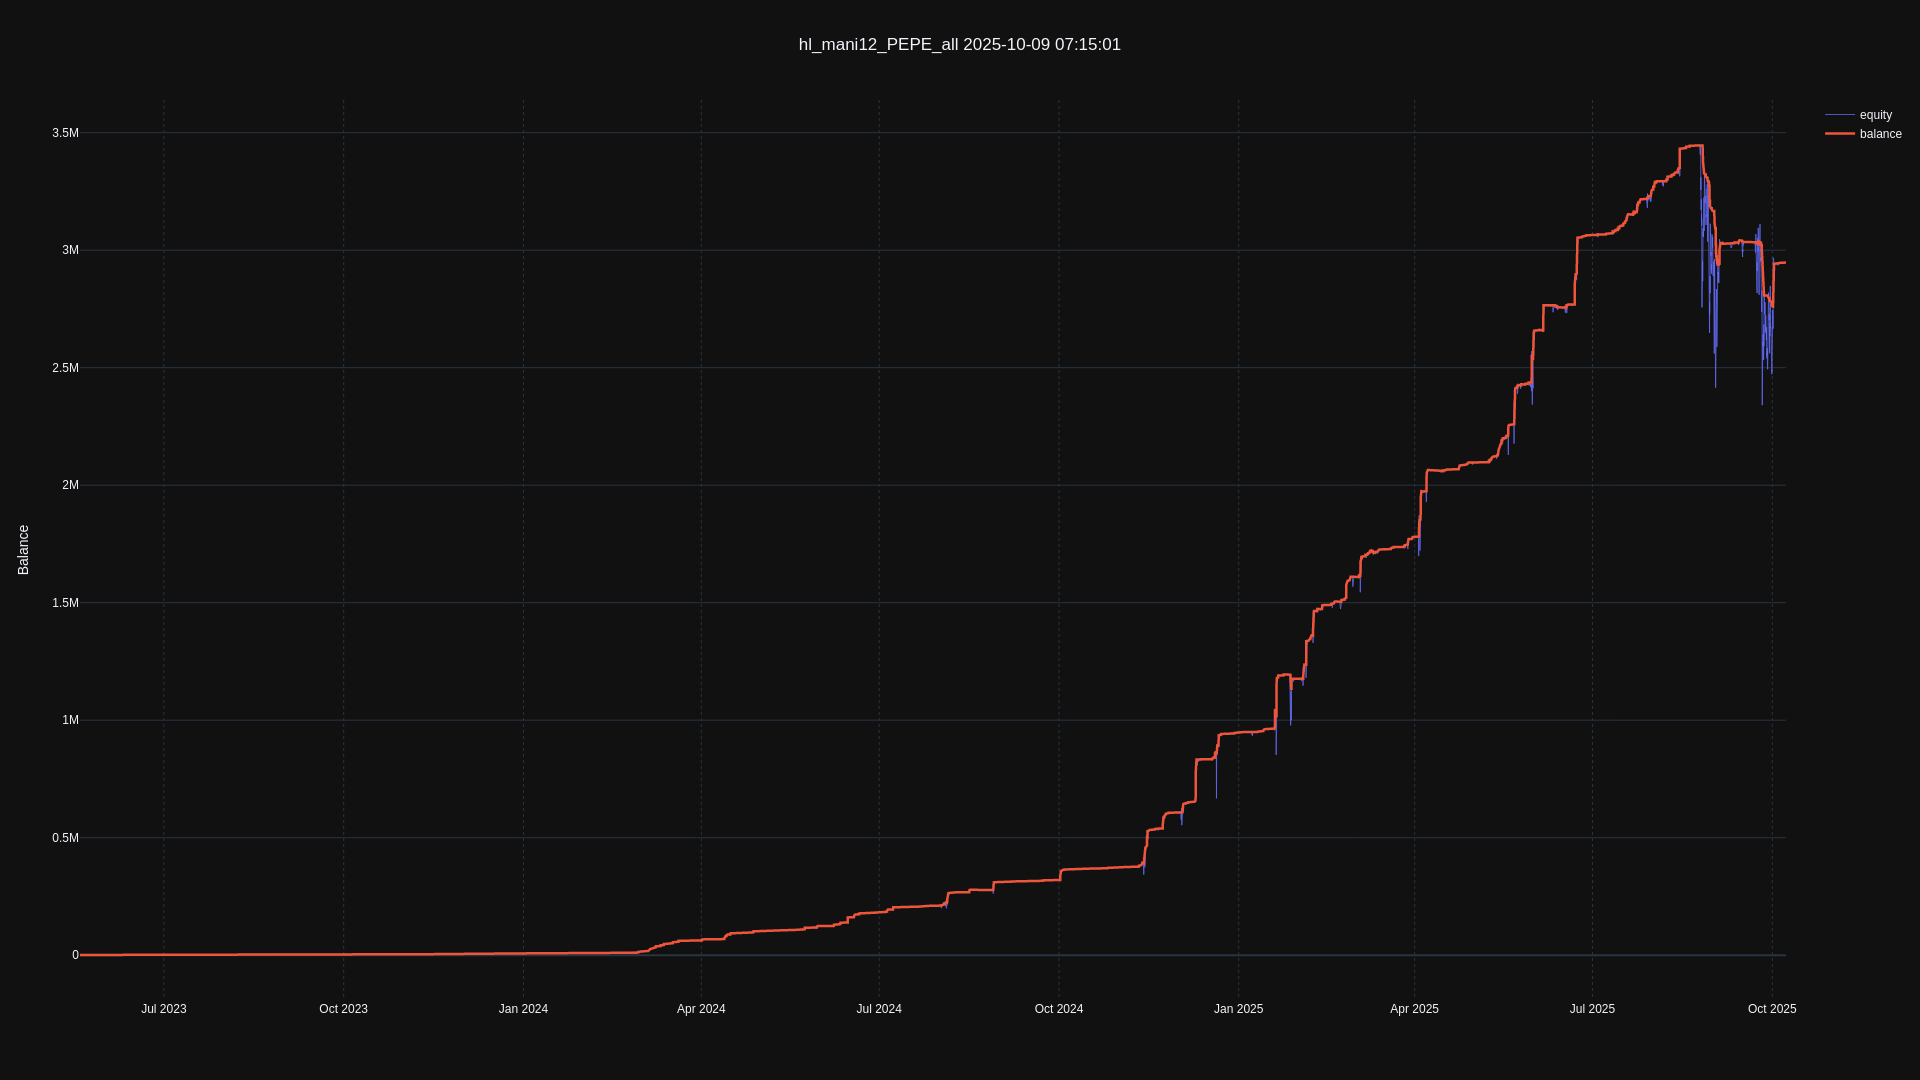 hl_mani12_PEPE_all 2025-10-09 07:15:01
equity
balance
Balance
3.5M
3M
2.5M
2M
1.5M
1M
0.5M
0
Jul 2023
Oct 2023
Jan 2024
Apr 2024
Jul 2024
Oct 2024
Jan 2025
Apr 2025
Jul 2025
Oct 2025